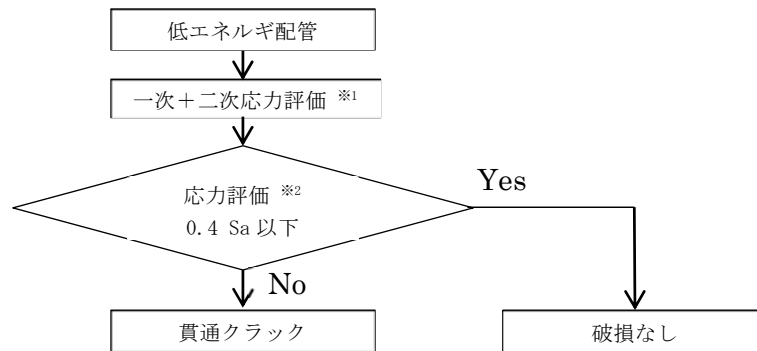 低エネルギ配管
一次＋二次応力評価 ※1
応力評価 ※2
0.4 Sa 以下
Yes
No
貫通クラック
破損なし